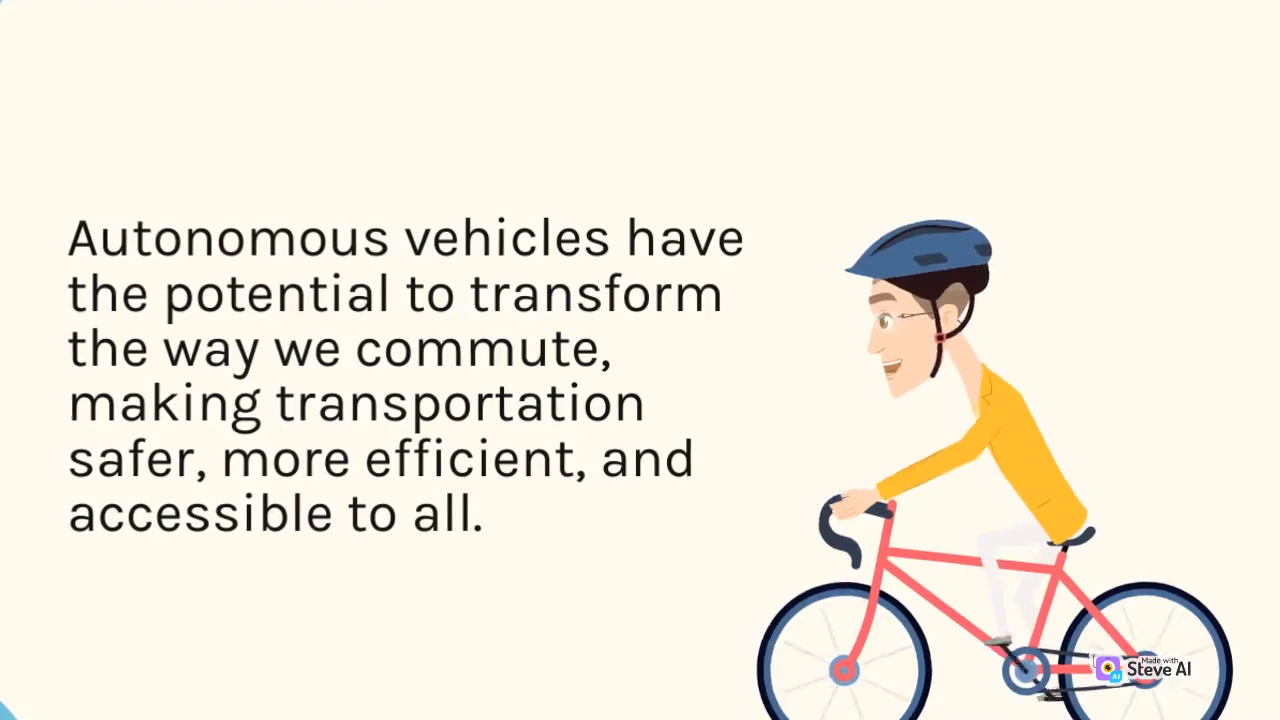 Autonomous vehicles have
the potential to transform
the way we commute,
making transportation
safer, more efficient, and
accessible to all.
Made with
Steve AI
AI